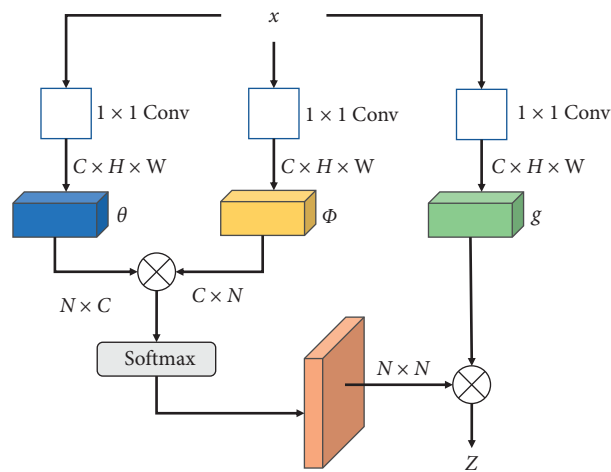 x
1 × 1 Conv
1 × 1 Conv
1 × 1 Conv
C × H × W
C × H × W
C × H × W
θ
Φ
g
N × C
C × N
Softmax
N × N
Z